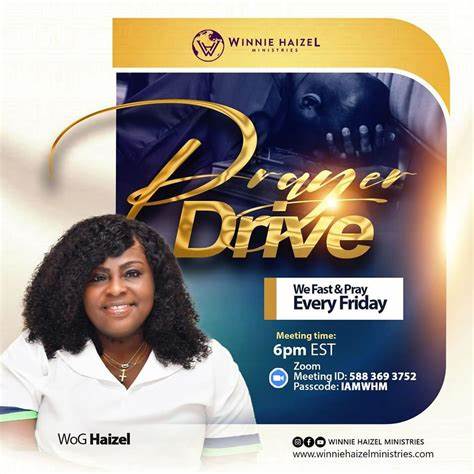 WINNIE HAIZEL
MINISTRIES
Prayer
Drive
We Fast & Pray
Every Friday
Meeting time:
6pm EST
Zoom
Meeting ID: 588 369 3752
Passcode: IAMWHM
WoG Haizel
WINNIE HAIZEL MINISTRIES
www.winniehaizelministries.com